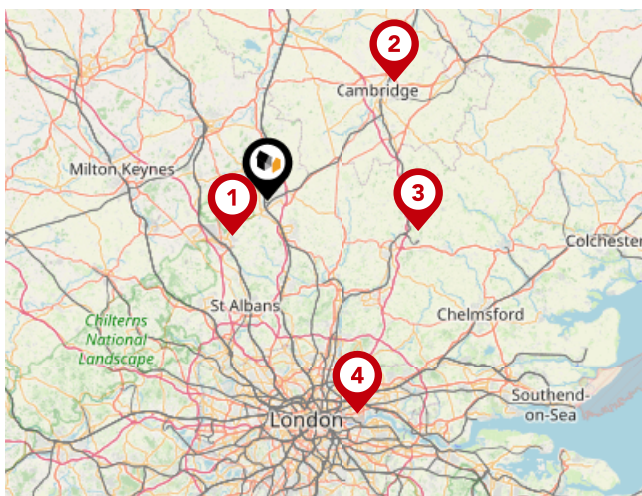 2
Cambridge
Milton Keynes
1
3
Colchester
St Albans
Chilterns
National
Landscape
Chelmsford
4
Southend-
on-Sea
London